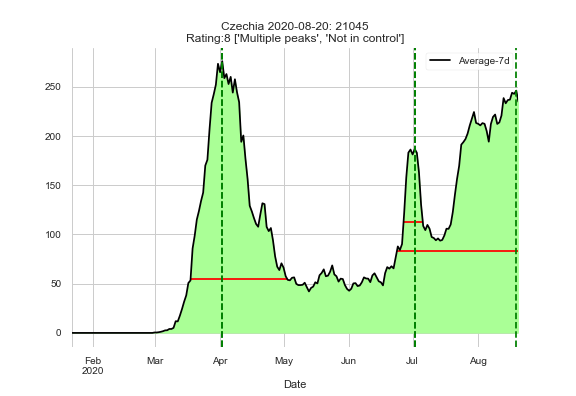 Czechia 2020-08-20: 21045
Rating:8 ['Multiple peaks', 'Not in control']
Average-7d
250
200
150
100
50
0
Feb
2020
Mar
Apr
May
Jun
Jul
Aug
Date